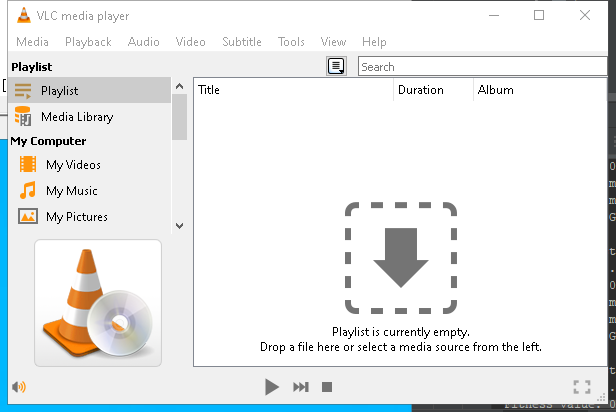 VLC media player
Media Playback Audio Video Subtitle Tools View Help
Playlist
Search
Playlist
Media Library
My Computer
My Videos
My Music
My Pictures
Title Duration Album
Playlist is currently empty.
Drop a file here or select a media source from the left.